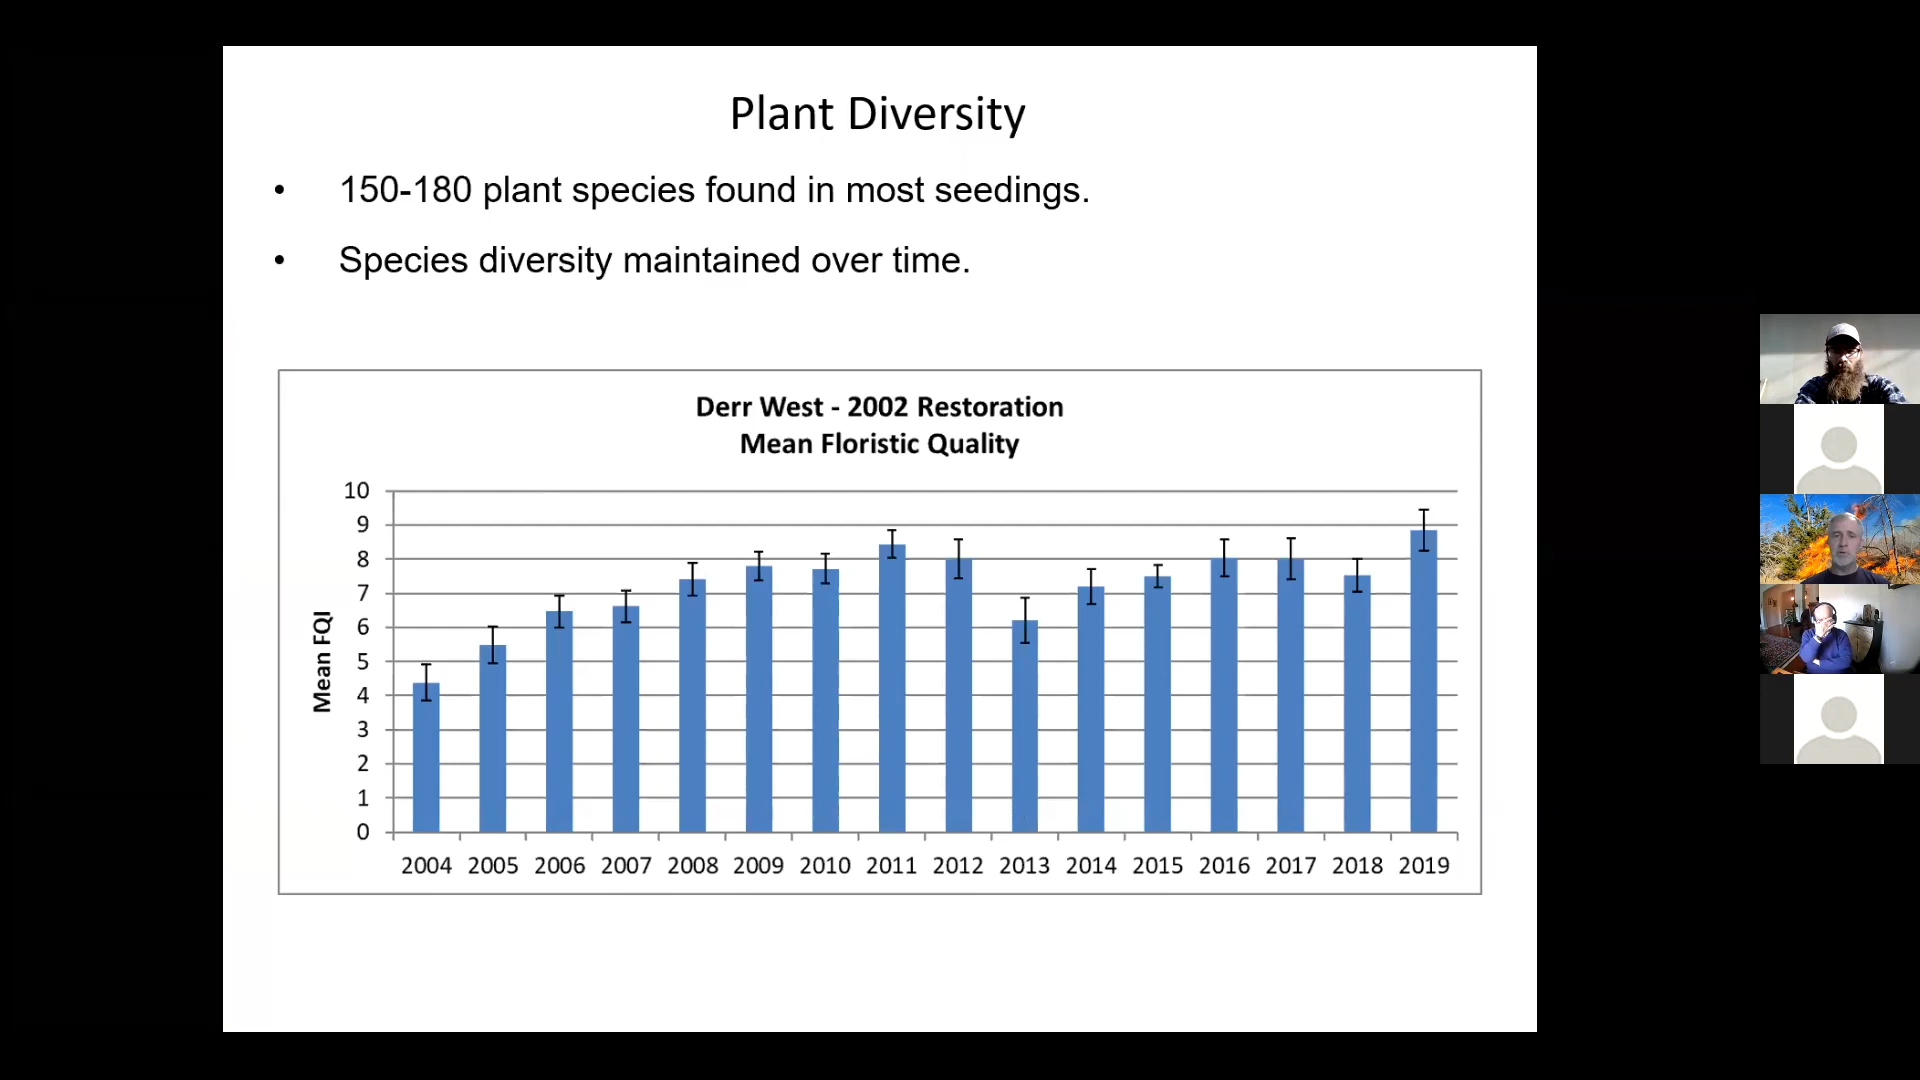 Plant Diversity
• 150-180 plant species found in most seedings.
• Species diversity maintained over time.
Derr West - 2002 Restoration
Mean Floristic Quality
Mean FQI
10
9
8
7
6
5
4
3
2
1
0
2004 2005 2006 2007 2008 2009 2010 2011 2012 2013 2014 2015 2016 2017 2018 2019